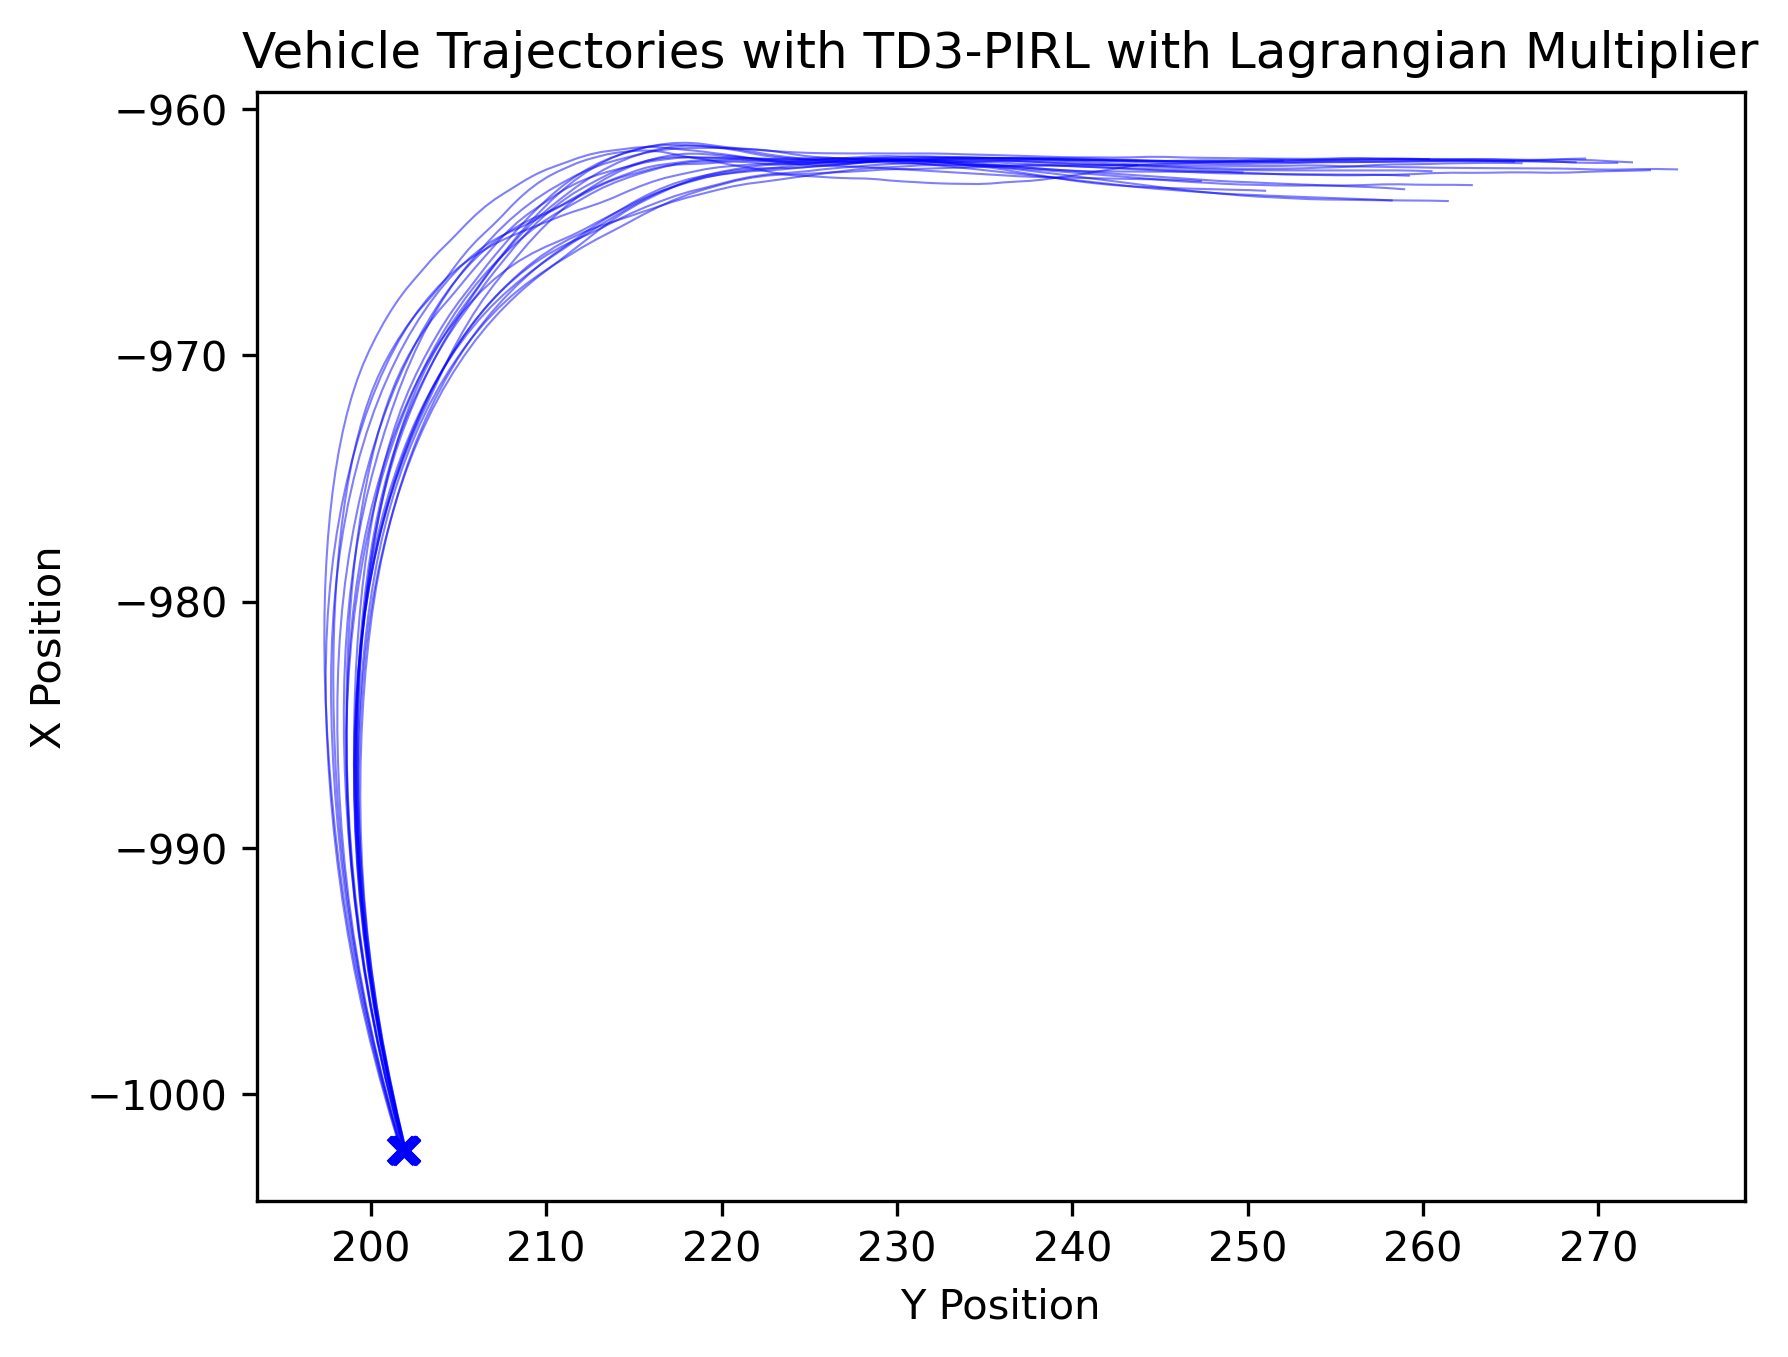 Vehicle Trajectories with TD3-PIRL with Lagrangian Multiplier
−960
−970
−980
−990
−1000
X Position
200 210 220 230 240 250 260 270
Y Position